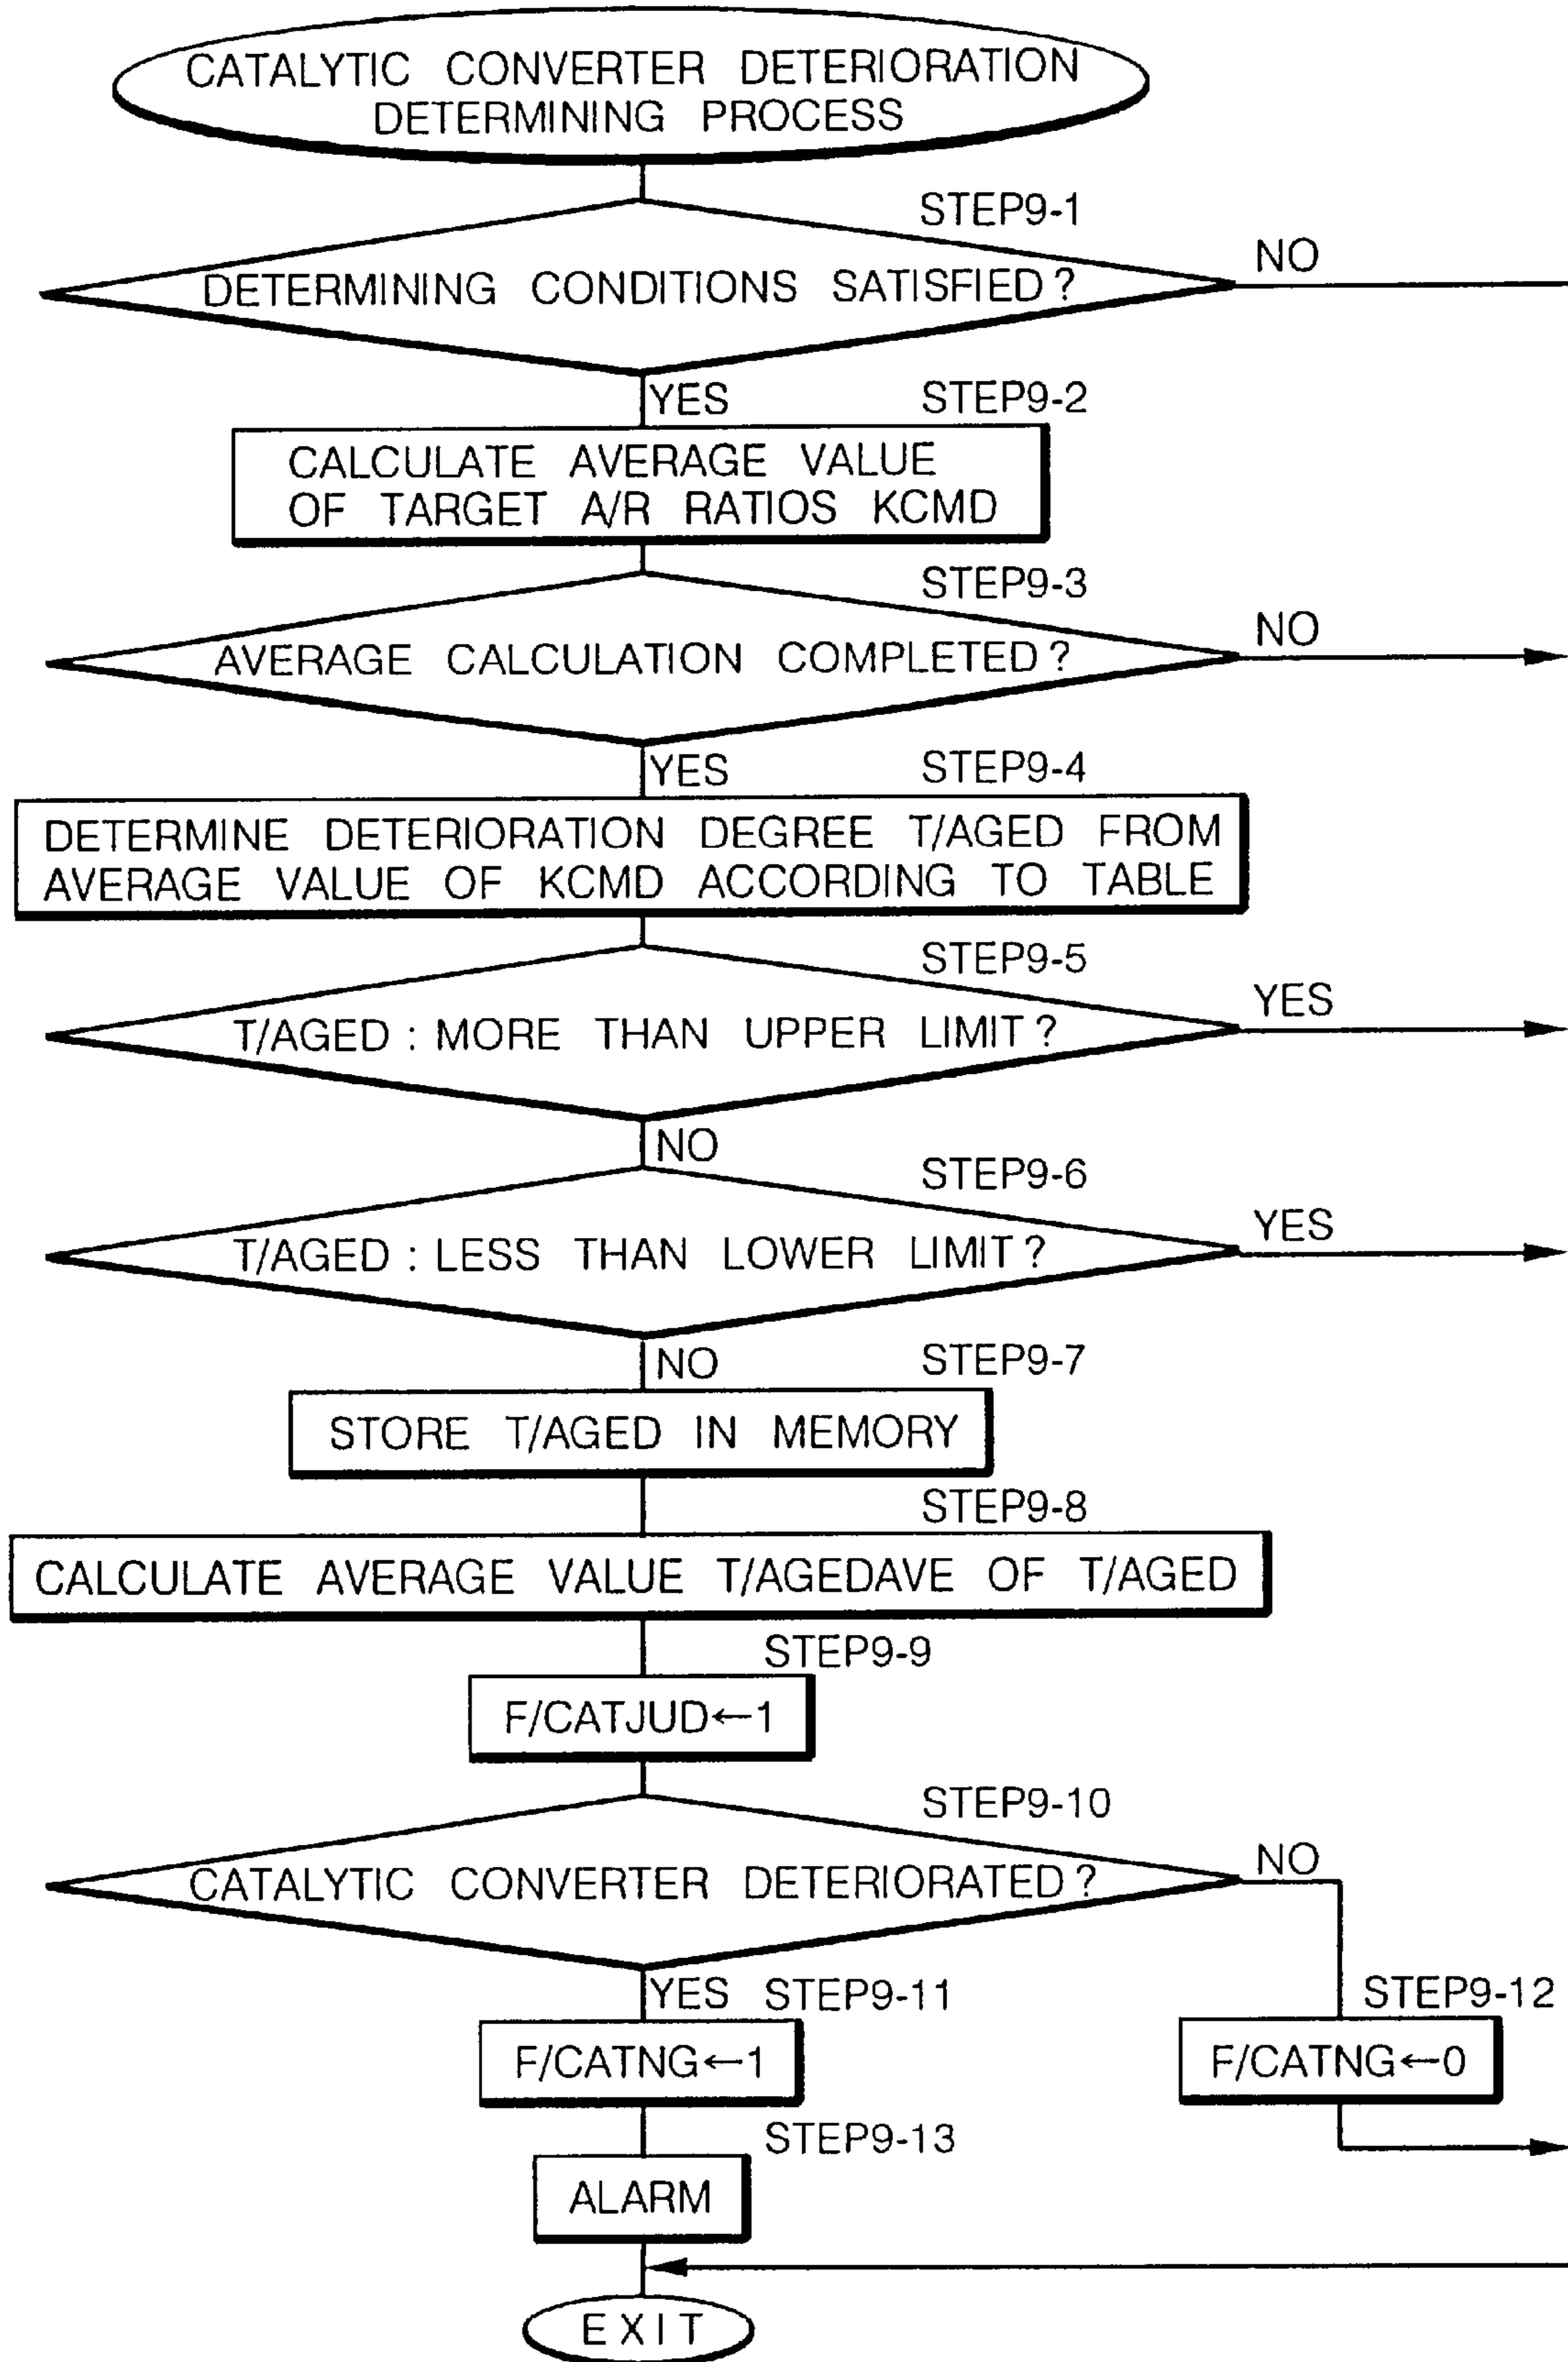 CATALYTIC CONVERTER DETERIORATION
DETERMINING PROCESS
STEP9-1
DETERMINING CONDITIONS SATISFIED?
NO
YES
STEP9-2
CALCULATE AVERAGE VALUE
OF TARGET A/R RATIOS KCMD
STEP9-3
AVERAGE CALCULATION COMPLETED?
NO
YES
STEP9-4
DETERMINE DETERIORATION DEGREE T/AGED FROM
AVERAGE VALUE OF KCMD ACCORDING TO TABLE
STEP9-5
T/AGED : MORE THAN UPPER LIMIT?
YES
NO
STEP9-6
T/AGED : LESS THAN LOWER LIMIT?
YES
NO
STEP9-7
STORE T/AGED IN MEMORY
STEP9-8
CALCULATE AVERAGE VALUE T/AGEDAVE OF T/AGED
STEP9-9
F/CATJUD←1
STEP9-10
CATALYTIC CONVERTER DETERIORATED?
NO
YES
STEP9-11
STEP9-12
F/CATNG←1
F/CATNG←0
STEP9-13
ALARM
EXIT